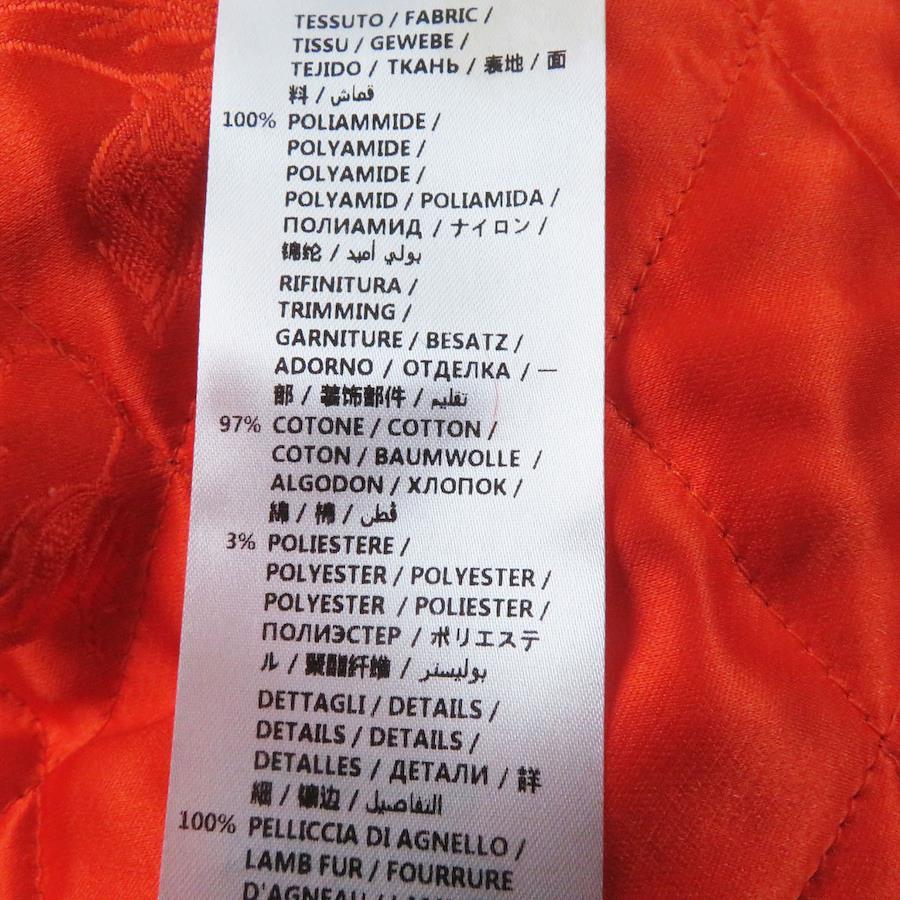 TESSUTO / FABRIC /
TISSU / GEWEBE /
TEJIDO / ТКАНЬ / 表地 / 面
料 / قماش
100% POLIAMMIDE /
POLYAMIDE /
POLYAMIDE /
POLYAMID / POLIAMIDA /
ПОЛИАМИД / ナイロン /
锦纶 / بولي أميد
RIFINITURA /
TRIMMING /
GARNITURE / BESATZ /
ADORNO / ОТДЕЛКА / 一
部 / 装饰部件 / تقليم
97% COTONE / COTTON /
COTON / BAUMWOLLE /
ALGODON / ХЛОПОК /
綿 / 棉 / قطن
3% POLIESTERE /
POLYESTER / POLYESTER /
POLYESTER / POLIESTER /
ПОЛИЭСТЕР / ポリエステ
ル / 聚酯纤维 / بوليستر
DETTAGLI / DETAILS /
DETAILS / DETAILS /
DETALLES / ДЕТАЛИ / 詳
細 / 镶边 / التفاصيل
100% PELLICCIA DI AGNELLO /
LAMB FUR / FOURRURE
D'AGNEAU /